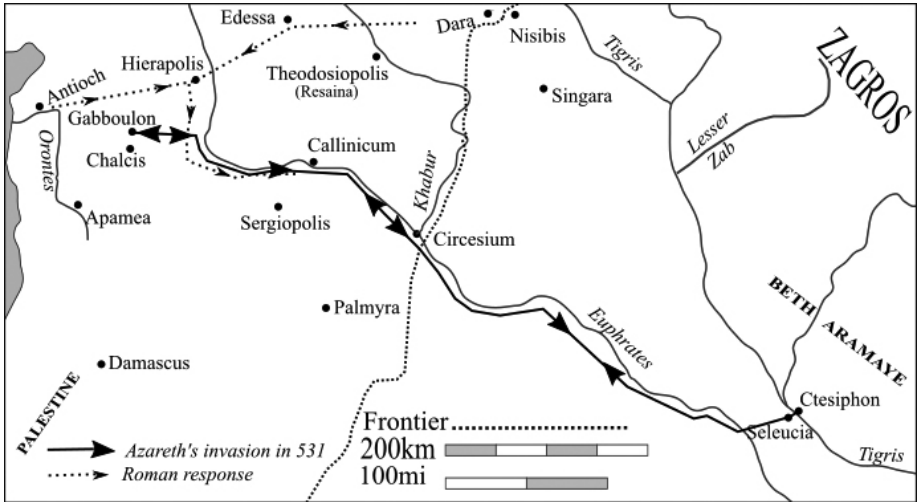 Edessa
Dara
Nisibis
Tigris
ZAGROS
Hierapolis
Theodosiopolis
(Resaina)
Singara
Antioch
Gabboulon
Lesser
Zab
Orontes
Chalcis
Callinicum
Khabur
Apamea
Sergiopolis
Circesium
Palmyra
Euphrates
BETH ARAMAYE
Damascus
PALESTINE
Ctesiphon
Seleucia
Tigris
Frontier
200km
100mi
Azareth's invasion in 531
Roman response